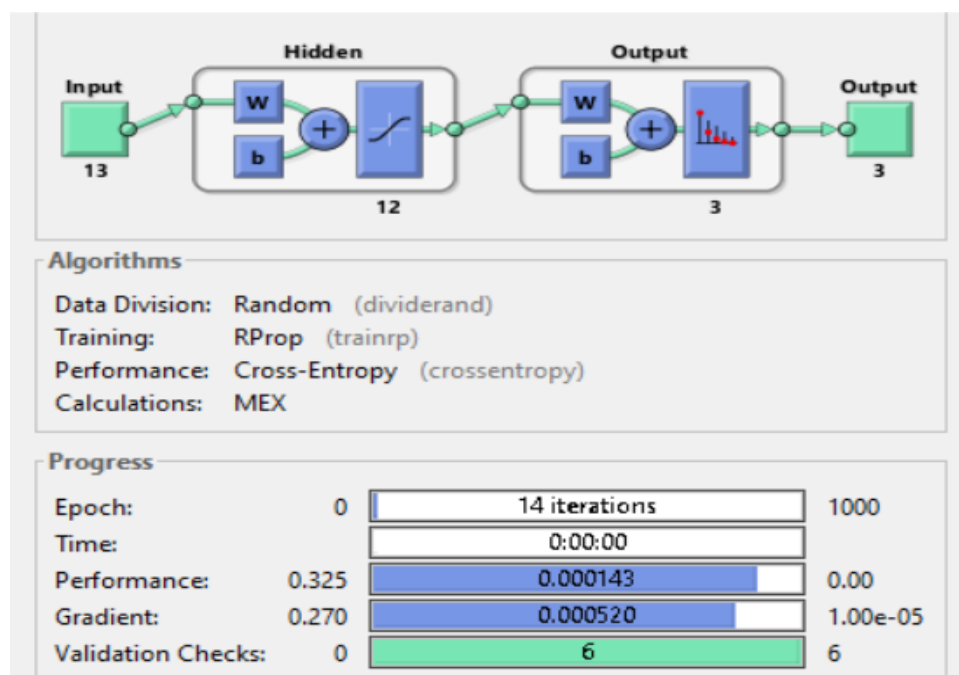 Hidden Output
Input Output
W W
b b
13 3
12 3
Algorithms
Data Division: Random (dividerand)
Training: RProp (trainrp)
Performance: Cross-Entropy (crossentropy)
Calculations: MEX
Progress
Epoch: 0 14 iterations 1000
Time: 0:00:00
Performance: 0.325 0.000143 0.00
Gradient: 0.270 0.000520 1.00e-05
Validation Checks: 0 6 6